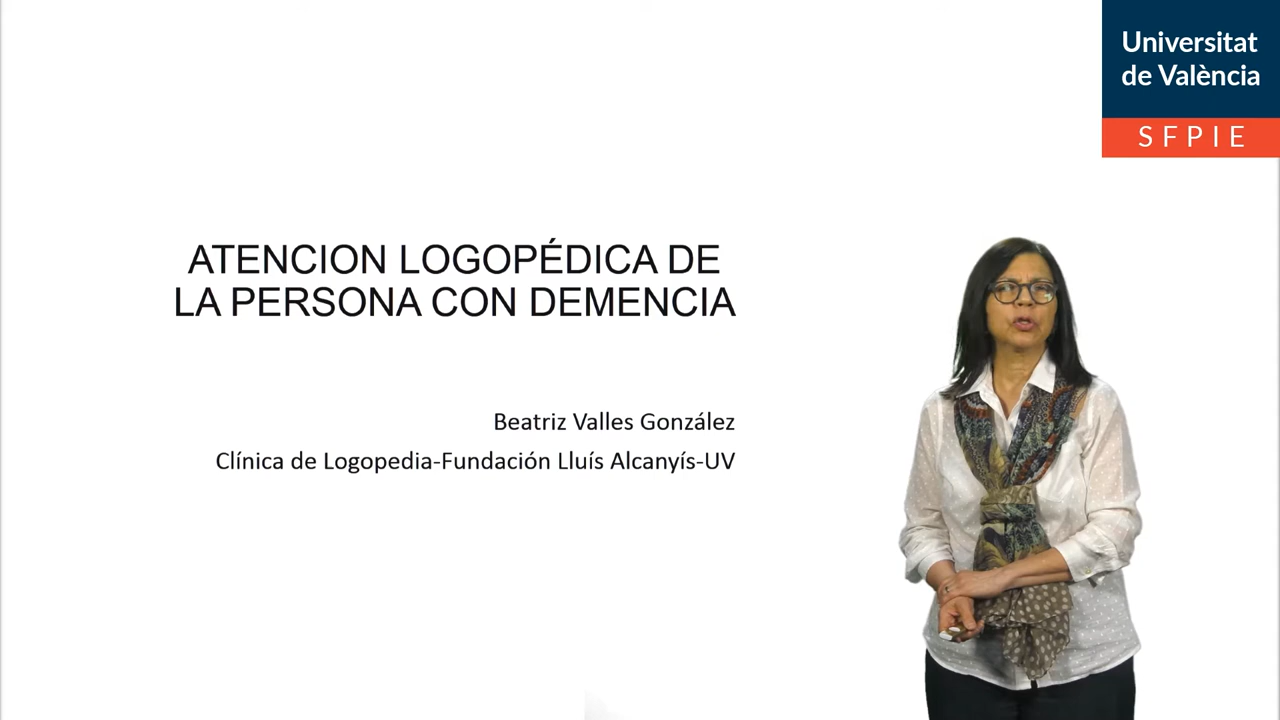 Universitat
de València
SFPIE
ATENCION LOGOPÉDICA DE
LA PERSONA CON DEMENCIA
Beatriz Valles González
Clínica de Logopedia-Fundación Lluís Alcanyís-UV